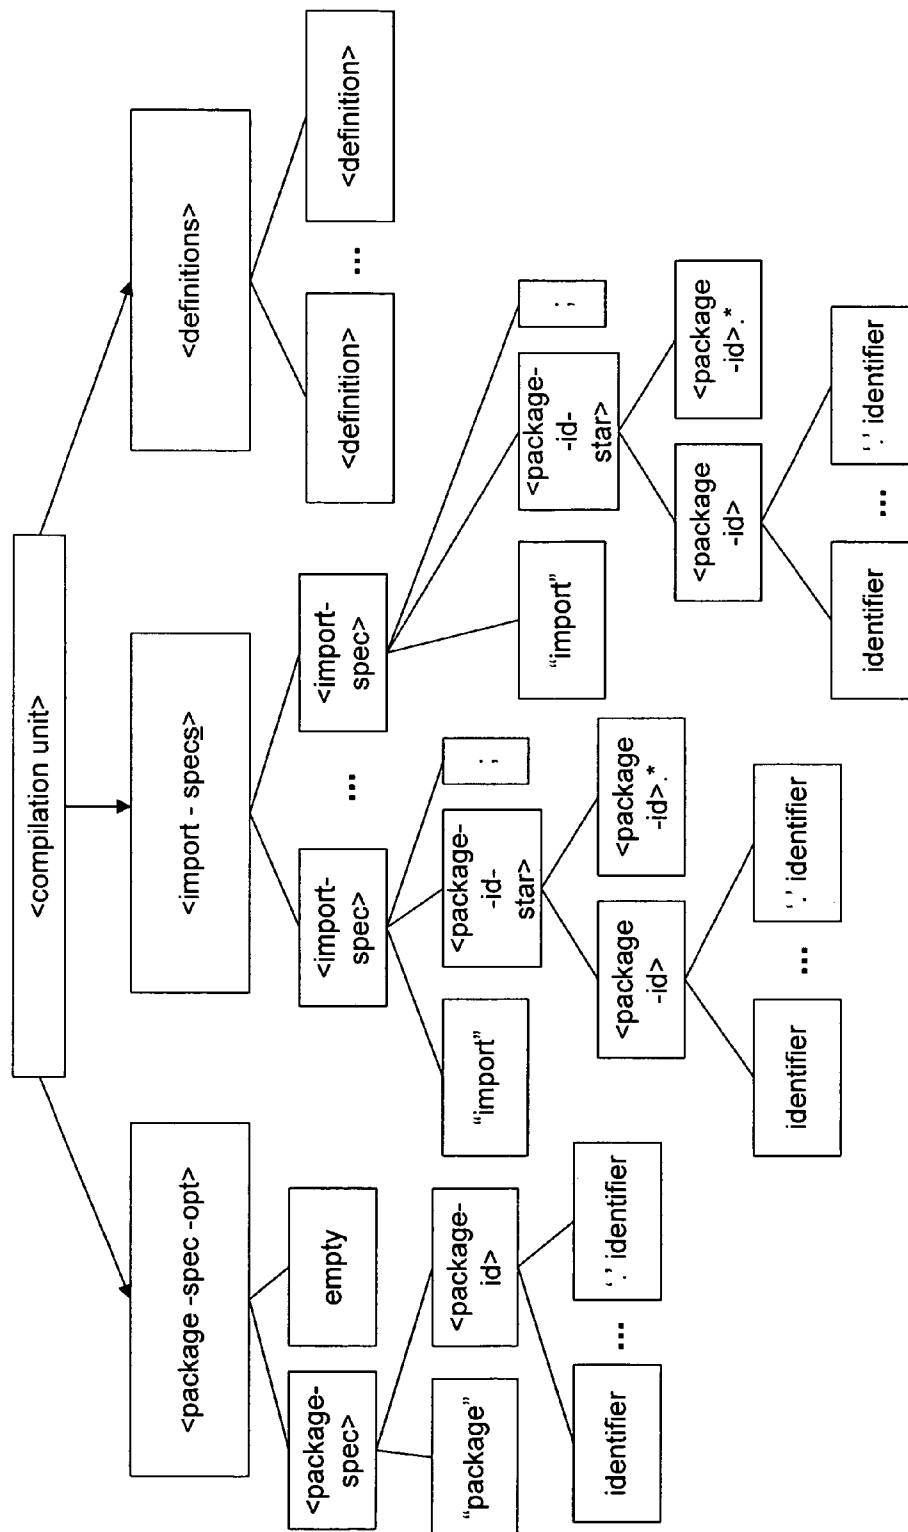 <compilation unit>
<package -spec -opt>
<import - specs>
<definitions>
<package-
spec>
empty
<import-
spec>
...
<import-
spec>
<definition>
...
<definition>
"package"
<package-
id>
"import"
<package-
-id-
star>
;
"import"
<package-
-id-
star>
;
identifier
...
'.' identifier
<package
-id>
<package
-id>.*
<package
-id>
<package
-id>.*
identifier
...
'.' identifier
identifier
...
'.' identifier